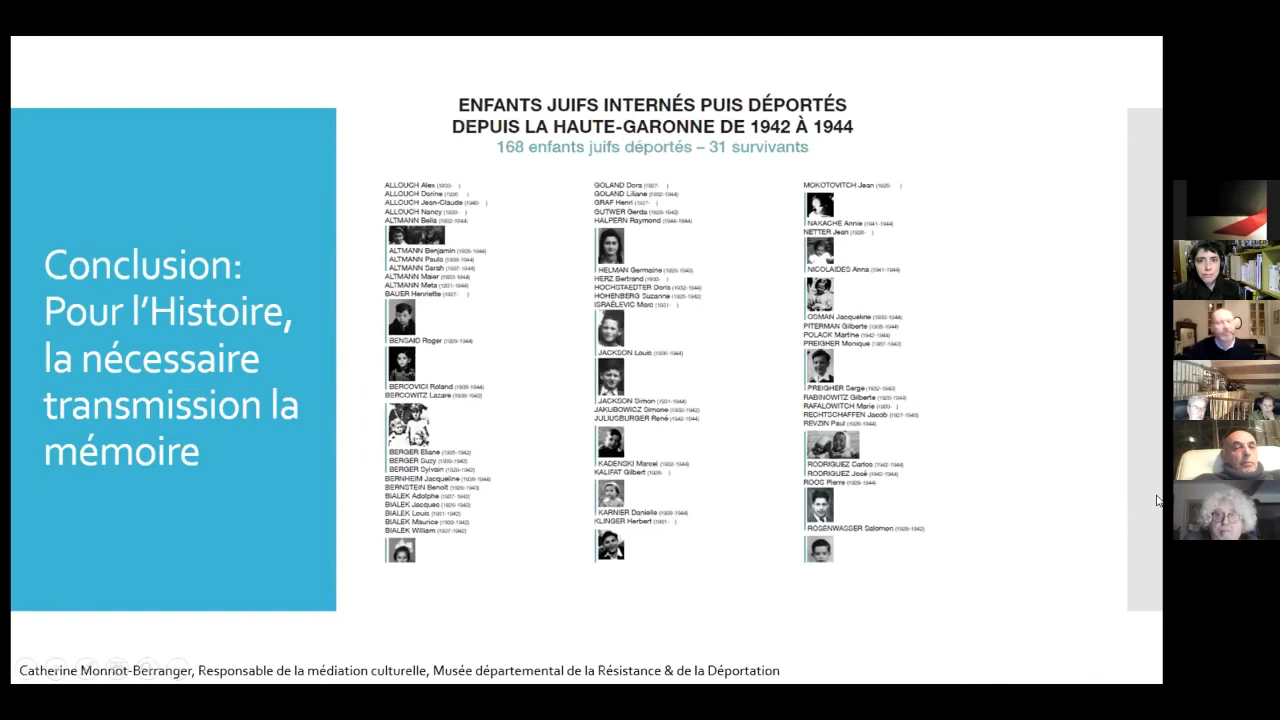 Conclusion:
Pour l'Histoire,
la nécessaire
transmission la
mémoire
ENFANTS JUIFS INTERNÉS PUIS DÉPORTÉS
DEPUIS LA HAUTE-GARONNE DE 1942 À 1944
168 enfants juifs déportés – 31 survivants
ALLOUCH Alex
ALLOUCH Dorine
ALLOUCH Jean-Claude
ALLOUCH Nancy
ALTMANN Bella
ALTMANN Benjamin
ALTMANN Paula
ALTMANN Sarah
ALTMANN Maier
ALTMANN Meta
BAUER Henriette
BENSAID Roger
BERCOVICI Roland
BERCOWITZ Lazare
BERGER Eliane
BERGER Suzy
BERGER Sylvain
BERNHEIM Jacqueline
BERNSTEIN Benoît
BIALEK Adolphe
BIALEK Jacques
BIALEK Louis
BIALEK Maurice
BIALEK William
GOLAND Dora
GOLAND Liliane
GRAF Henri
GUTWER Gerda
HALPERN Raymond
HELMAN Germaine
HERZ Bertrand
HOCHSTAEDTER Doris
HOHENBERG Suzanne
ISRAËLEVIC Marc
JACKSON Louis
JACKSON Simon
JAKUBOWICZ Simone
JULIUSBURGER René
KADENSKI Marcel
KALIFAT Gilbert
KARNIER Danielle
KLINGER Herbert
MOKOTOVITCH Jean
NAKACHE Annie
NETTER Jean
NICOLAIDES Anna
OSMAN Jacqueline
PITERMAN Gilberte
POLACK Martine
PREIGHER Monique
PREIGHER Serge
RABINOWITZ Gilberte
RAFALOWITCH Marie
RECHTSCHAFFEN Jacob
REVZIN Paul
RODRIGUEZ Carlos
RODRIGUEZ José
ROOS Pierre
ROSENWASSER Salomon
Catherine Monnot-Berranger, Responsable de la médiation culturelle, Musée départemental de la Résistance & de la Déportation